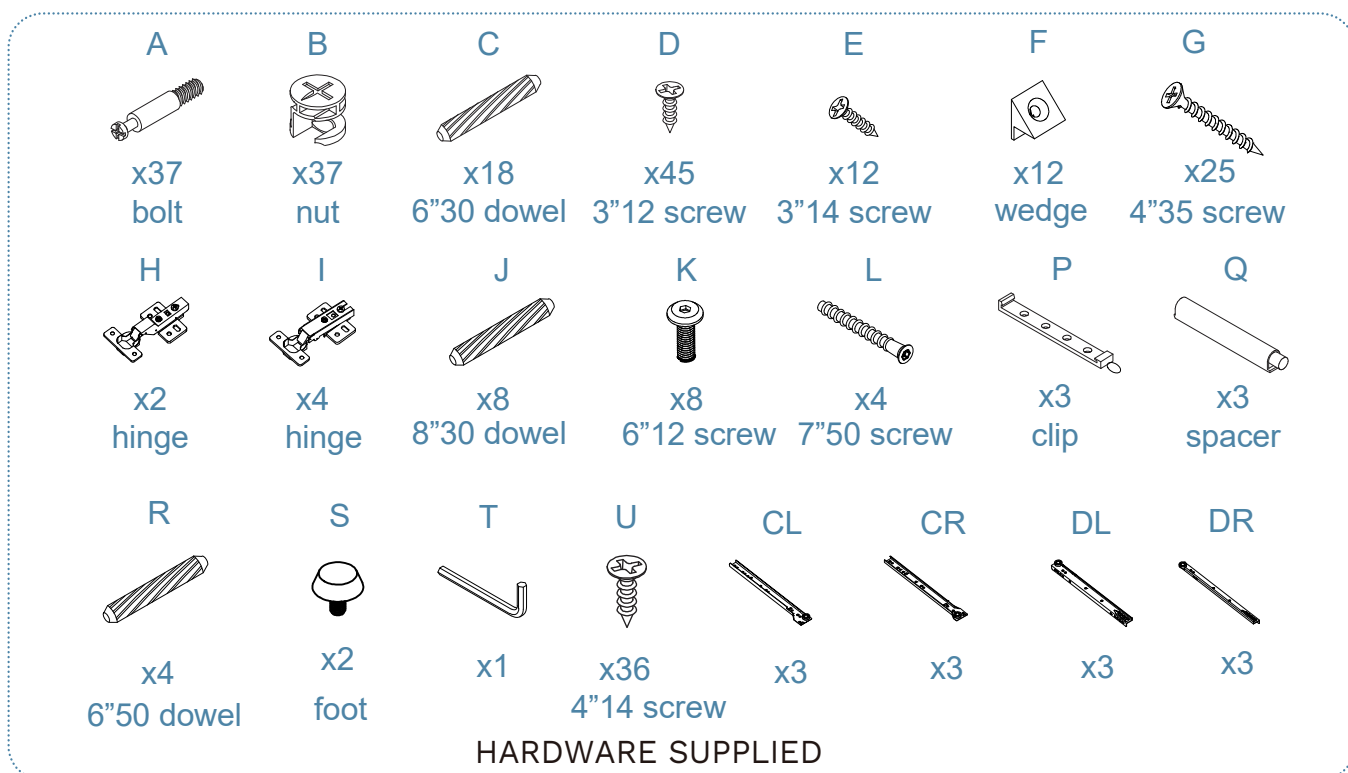 A B C D E F G
x37 x37 x18 x45 x12 x12 x25
bolt nut 6”30 dowel 3”12 screw 3”14 screw wedge 4”35 screw
H I J K L P Q
x2 x4 x8 x8 x4 x3 x3
hinge hinge 8”30 dowel 6”12 screw 7”50 screw clip spacer
R S T U CL CR DL DR
x4 x2 x1 x36 x3 x3 x3 x3
6”50 dowel foot 4”14 screw
HARDWARE SUPPLIED